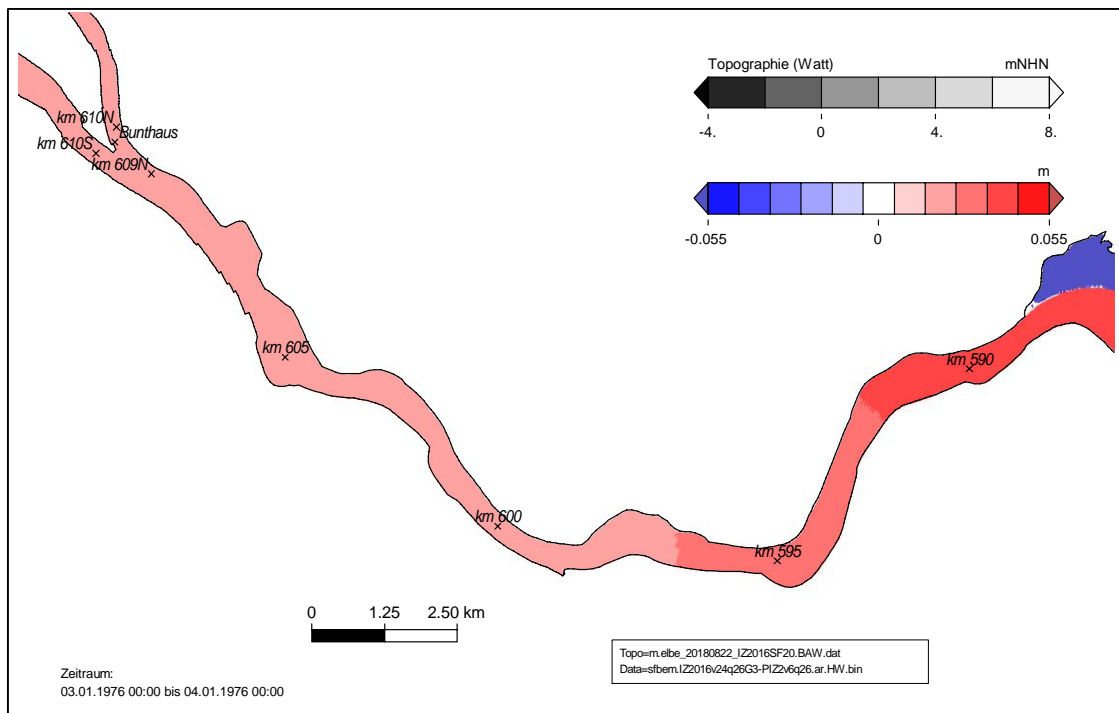 Topographie (Watt) mNHN
-4. 0 4. 8.
m
-0.055 0 0.055
km 610N
Bunthaus
km 610S
km 609N
km 605
km 590
km 600
km 595
0 1.25 2.50 km
Topo=m.elbe_20180822_IZ2016SF20.BAW.dat
Data=sfbem.IZ2016v24q26G3-PIZ2v6q26.ar.HW.bin
Zeitraum:
03.01.1976 00:00 bis 04.01.1976 00:00